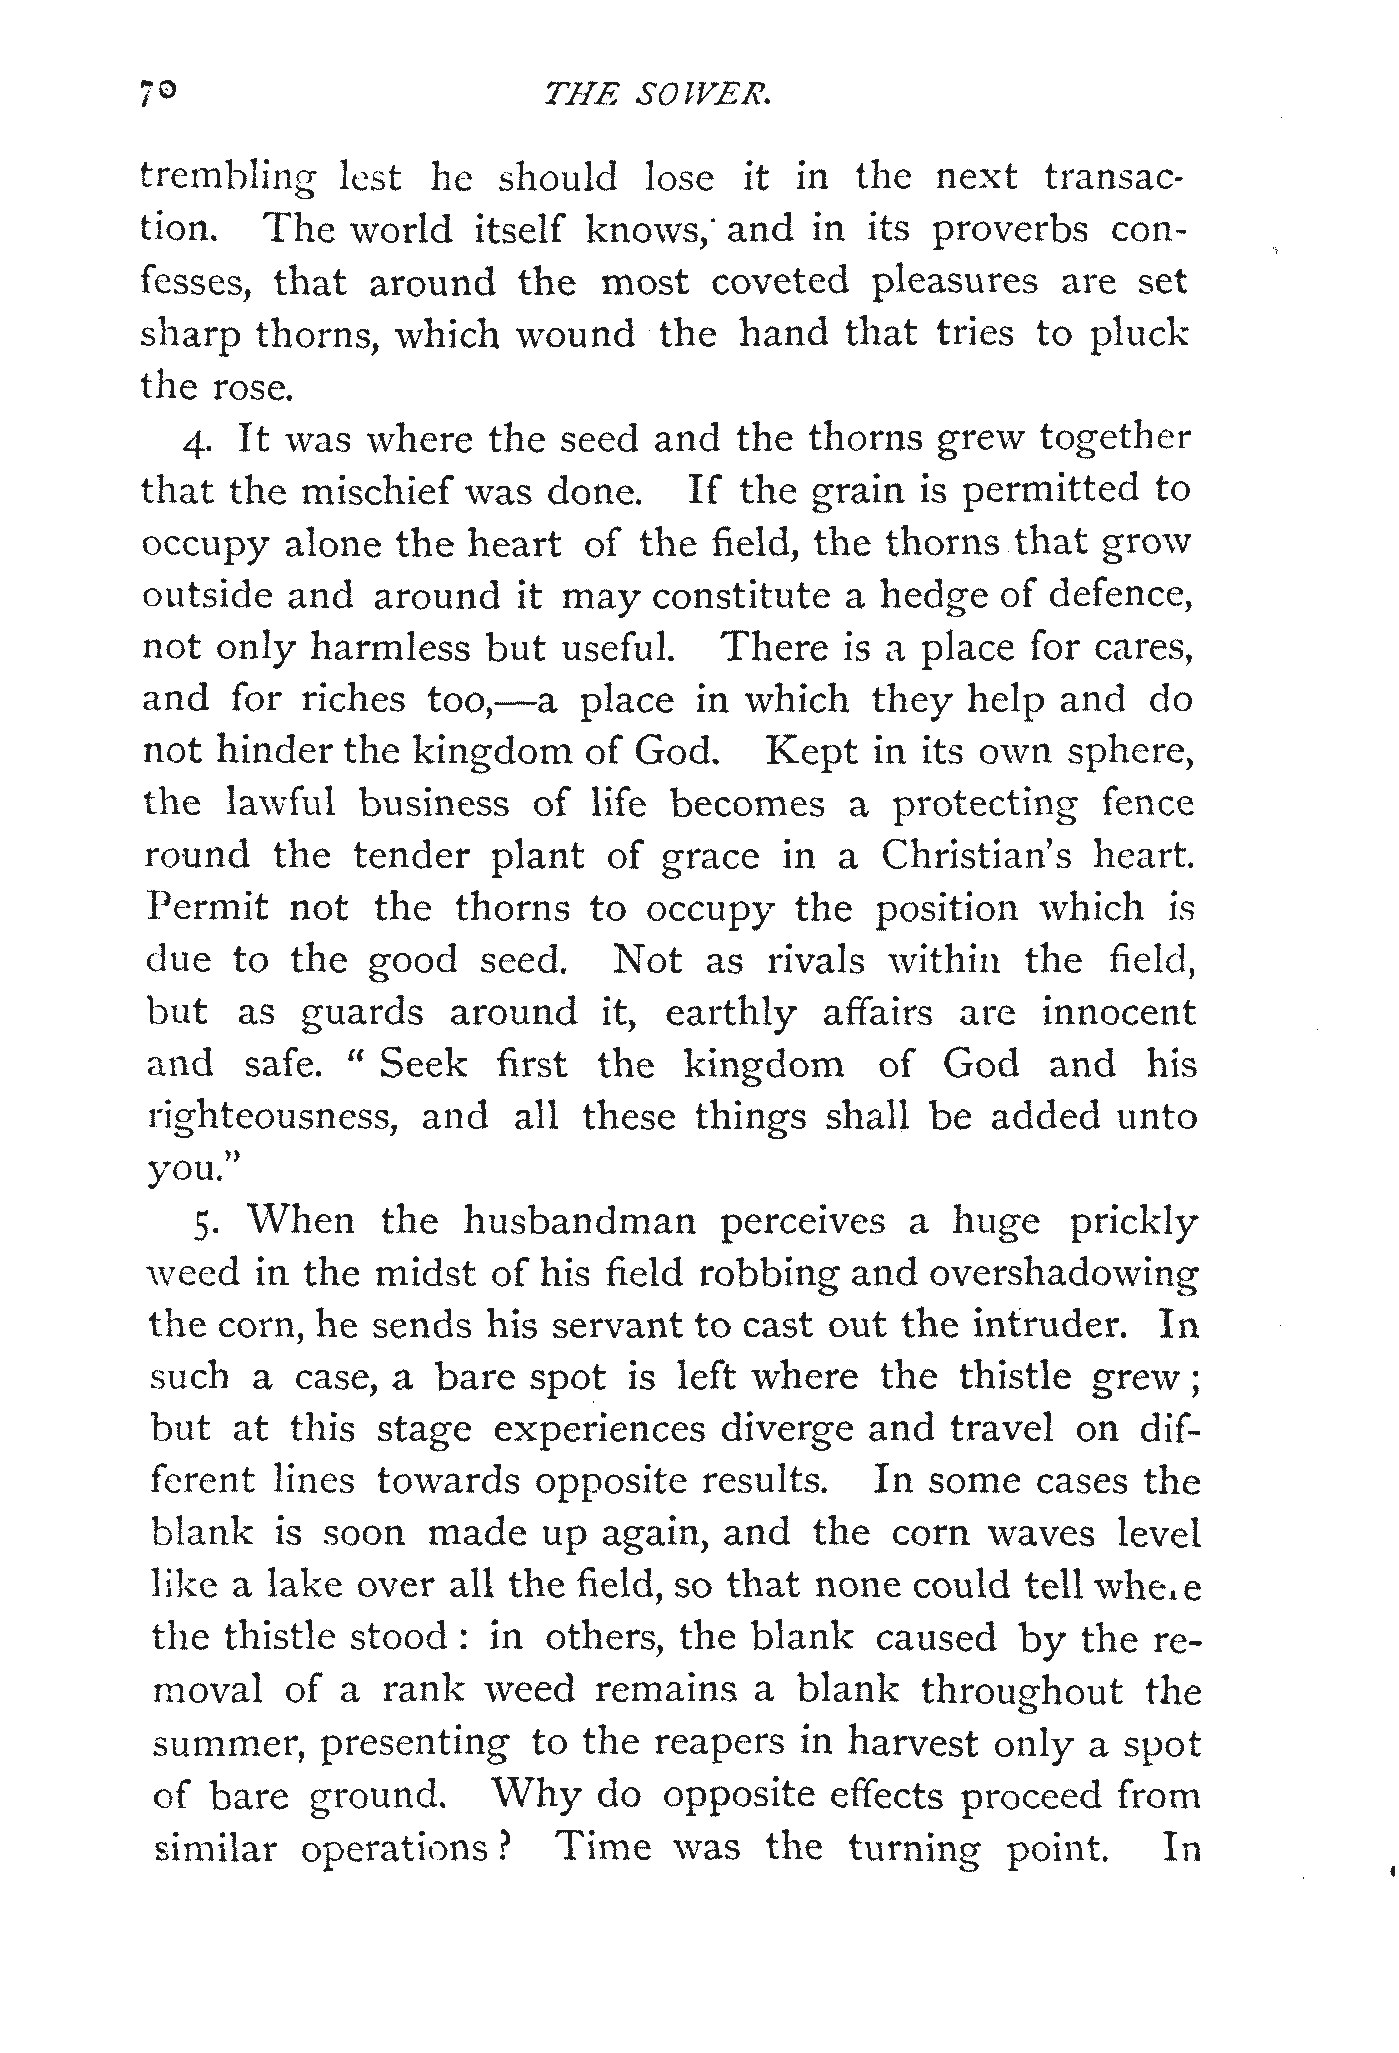 70 THE SOWER.
trembling lest he should lose it in the next transac-
tion. The world itself knows, and in its proverbs con-
fesses, that around the most coveted pleasures are set
sharp thorns, which wound the hand that tries to pluck
the rose.
4. It was where the seed and the thorns grew together
that the mischief was done. If the grain is permitted to
occupy alone the heart of the field, the thorns that grow
outside and around it may constitute a hedge of defence,
not only harmless but useful. There is a place for cares,
and for riches too,—a place in which they help and do
not hinder the kingdom of God. Kept in its own sphere,
the lawful business of life becomes a protecting fence
round the tender plant of grace in a Christian's heart.
Permit not the thorns to occupy the position which is
due to the good seed. Not as rivals within the field,
but as guards around it, earthly affairs are innocent
and safe. " Seek first the kingdom of God and his
righteousness, and all these things shall be added unto
you."
5. When the husbandman perceives a huge prickly
weed in the midst of his field robbing and overshadowing
the corn, he sends his servant to cast out the intruder. In
such a case, a bare spot is left where the thistle grew ;
but at this stage experiences diverge and travel on dif-
ferent lines towards opposite results. In some cases the
blank is soon made up again, and the corn waves level
like a lake over all the field, so that none could tell where
the thistle stood : in others, the blank caused by the re-
moval of a rank weed remains a blank throughout the
summer, presenting to the reapers in harvest only a spot
of bare ground. Why do opposite effects proceed from
similar operations ? Time was the turning point. In